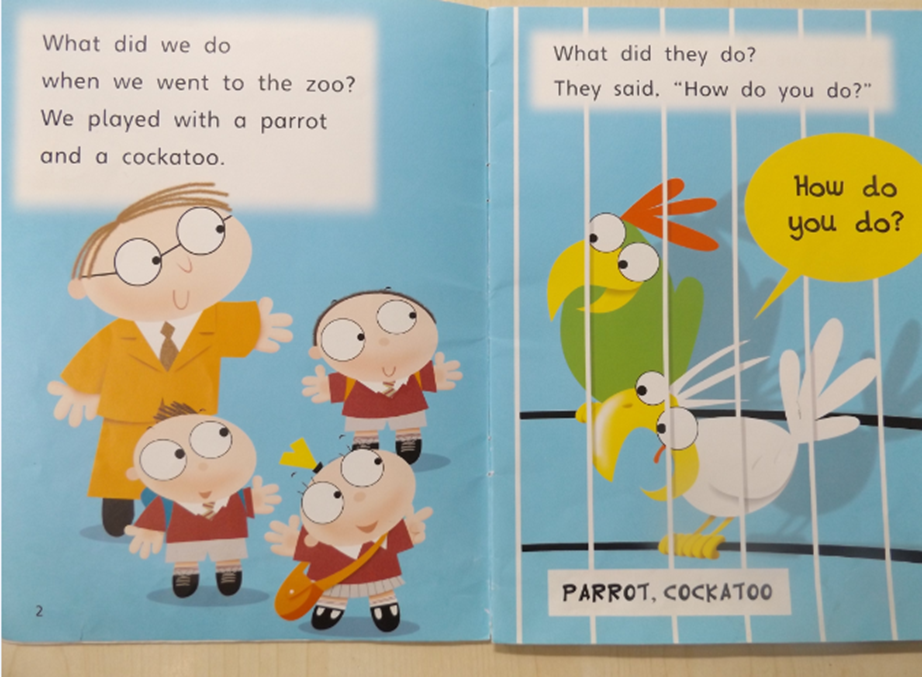 What did we do
when we went to the zoo?
We played with a parrot
and a cockatoo.
2
What did they do?
They said, “How do you do?”
How do
you do?
PARROT, COCKATOO